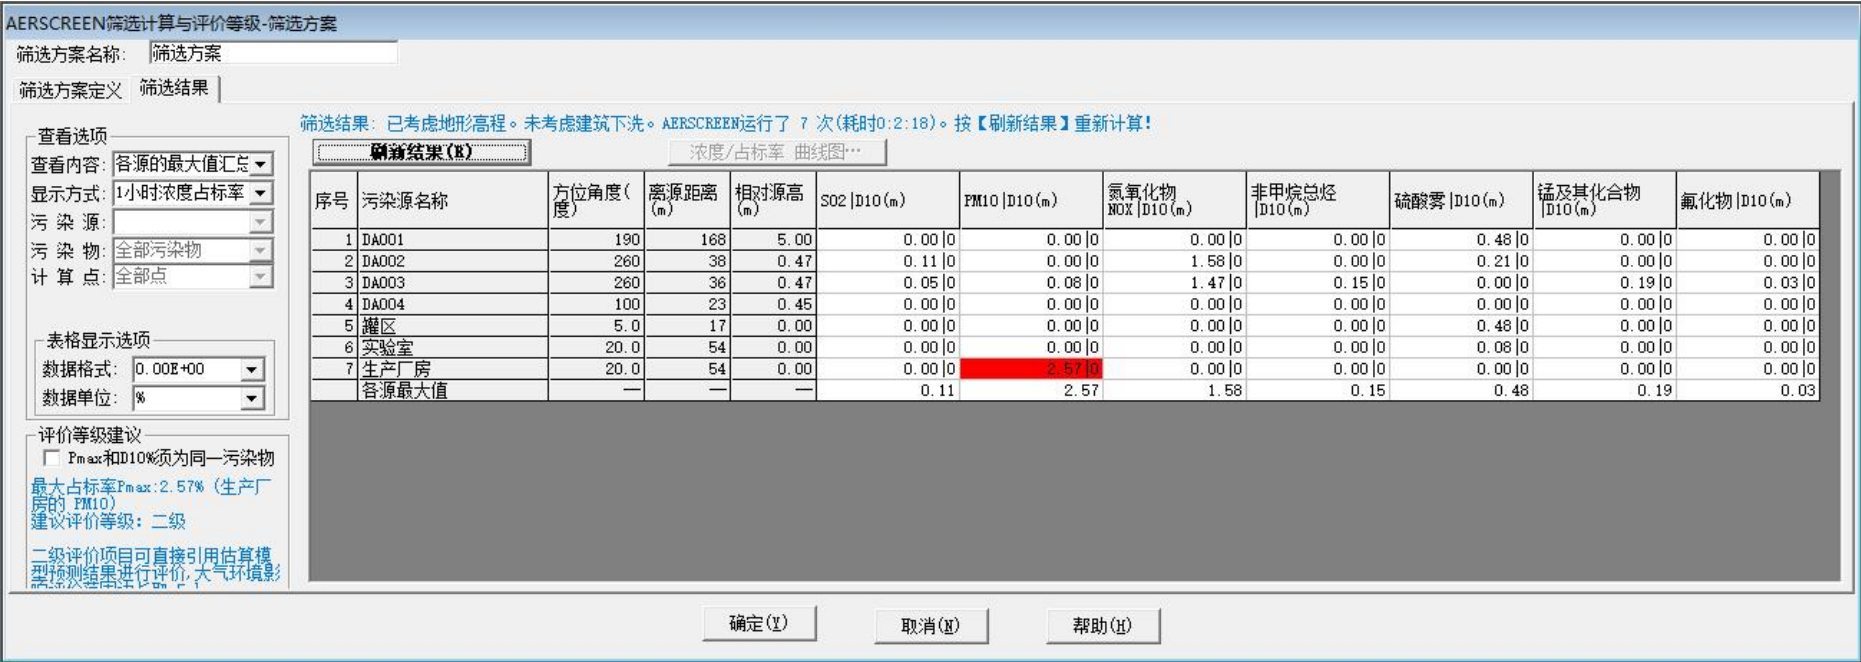 AERSCREEN筛选计算与评价等级-筛选方案
筛选方案名称: 筛选方案
筛选方案定义 筛选结果
查看选项
查看内容: 各源的最大值汇总
显示方式: 1小时浓度占标率
污 染 源:
污 染 物: 全部污染物
计 算 点: 全部点
表格显示选项
数据格式: 0.00E+00
数据单位: %
评价等级建议
Pmax和D10%须为同一污染物
最大占标率Pmax:2.57% (生产厂
房的 PM10)
建议评价等级: 二级
二级评价项目可直接引用估算模
型预测结果进行评价,大气环境影
筛选结果: 已考虑地形高程。未考虑建筑下洗。AERSCREEN运行了 7 次(耗时0:2:18)。按【刷新结果】重新计算!
刷新结果(R) 浓度/占标率 曲线图…
序号 污染源名称 方位角度(度) 离源距离(m) 相对源高(m) SO2|D10(m) PM10|D10(m) 氮氧化物NOX|D10(m) 非甲烷总烃|D10(m) 硫酸雾|D10(m) 锰及其化合物|D10(m) 氟化物|D10(m)
1 DA001 190 168 5.00 0.00|0 0.00|0 0.00|0 0.00|0 0.48|0 0.00|0 0.00|0
2 DA002 260 38 0.47 0.11|0 0.00|0 1.58|0 0.00|0 0.21|0 0.00|0 0.00|0
3 DA003 260 36 0.47 0.05|0 0.08|0 1.47|0 0.15|0 0.00|0 0.19|0 0.03|0
4 DA004 100 23 0.45 0.00|0 0.00|0 0.00|0 0.00|0 0.00|0 0.00|0 0.00|0
5 罐区 5.0 17 0.00 0.00|0 0.00|0 0.00|0 0.00|0 0.48|0 0.00|0 0.00|0
6 实验室 20.0 54 0.00 0.00|0 0.00|0 0.00|0 0.00|0 0.08|0 0.00|0 0.00|0
7 生产厂房 20.0 54 0.00 0.00|0 2.57|0 0.00|0 0.00|0 0.00|0 0.00|0 0.00|0
各源最大值 — — — 0.11 2.57 1.58 0.15 0.48 0.19 0.03
确定(Y) 取消(N) 帮助(H)